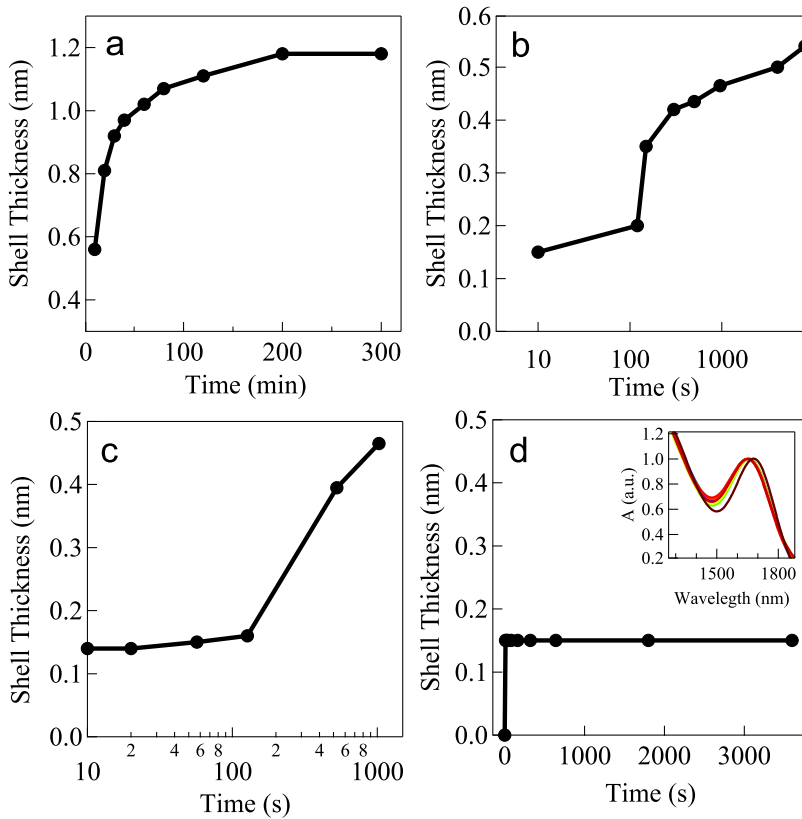 a
Shell Thickness (nm)
1.2
1.0
0.8
0.6
0.4
0 100 200 300
Time (min)
b
Shell Thickness (nm)
0.6
0.5
0.4
0.3
0.2
0.1
0.0
10 100 1000
Time (s)
c
Shell Thickness (nm)
0.5
0.4
0.3
0.2
0.1
0.0
10 2 4 6 8 100 2 4 6 8 1000
Time (s)
d
Shell Thickness (nm)
0.5
0.4
0.3
0.2
0.1
0.0
0 1000 2000 3000
Time (s)
A (a.u.)
1.2
1.0
0.8
0.6
0.4
0.2
1500 1800
Wavelegth (nm)